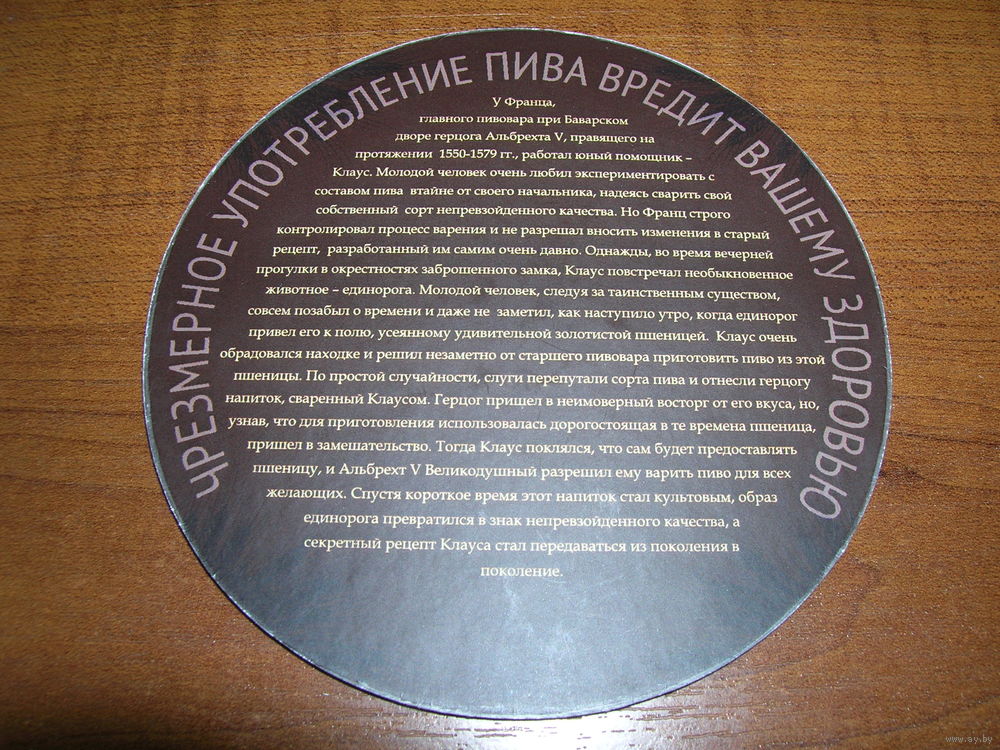 ЧРЕЗМЕРНОЕ УПОТРЕБЛЕНИЕ ПИВА ВРЕДИТ ВАШЕМУ ЗДОРОВЬЮ
У Франца,
главного пивовара при Баварском
дворе герцога Альбрехта V, правящего на
протяжении 1550-1579 гг., работал юный помощник –
Клаус. Молодой человек очень любил экспериментировать с
составом пива втайне от своего начальника, надеясь сварить свой
собственный сорт непревзойденного качества. Но Франц строго
контролировал процесс варения и не разрешал вносить изменения в старый
рецепт, разработанный им самим очень давно. Однажды, во время вечерней
прогулки в окрестностях заброшенного замка, Клаус повстречал необыкновенное
животное – единорога. Молодой человек, следуя за таинственным существом,
совсем позабыл о времени и даже не заметил, как наступило утро, когда единорог
привел его к полю, усеянному удивительной золотистой пшеницей. Клаус очень
обрадовался находке и решил незаметно от старшего пивовара приготовить пиво из этой
пшеницы. По простой случайности, слуги перепутали сорта пива и отнесли герцогу
напиток, сваренный Клаусом. Герцог пришел в неимоверный восторг от его вкуса, но,
узнав, что для приготовления использовалась дорогостоящая в те времена пшеница,
пришел в замешательство. Тогда Клаус поклялся, что сам будет предоставлять
пшеницу, и Альбрехт V Великодушный разрешил ему варить пиво для всех
желающих. Спустя короткое время этот напиток стал культовым, образ
единорога превратился в знак непревзойденного качества, а
секретный рецепт Клауса стал передаваться из поколения в
поколение.
www.ay.by